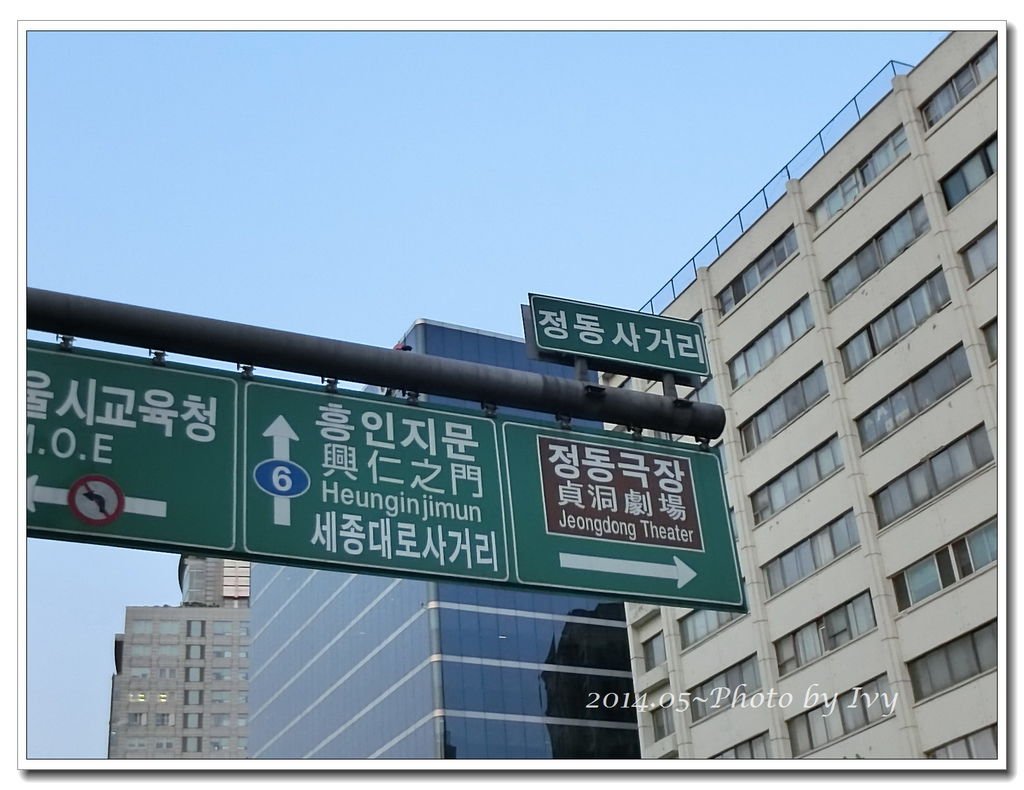 정동사거리
울시교육청
M.O.E
흥인지문
興仁之門
6
Heunginjimun
세종대로사거리
정동극장
貞洞劇場
Jeongdong Theater
2014.05~Photo by Ivy